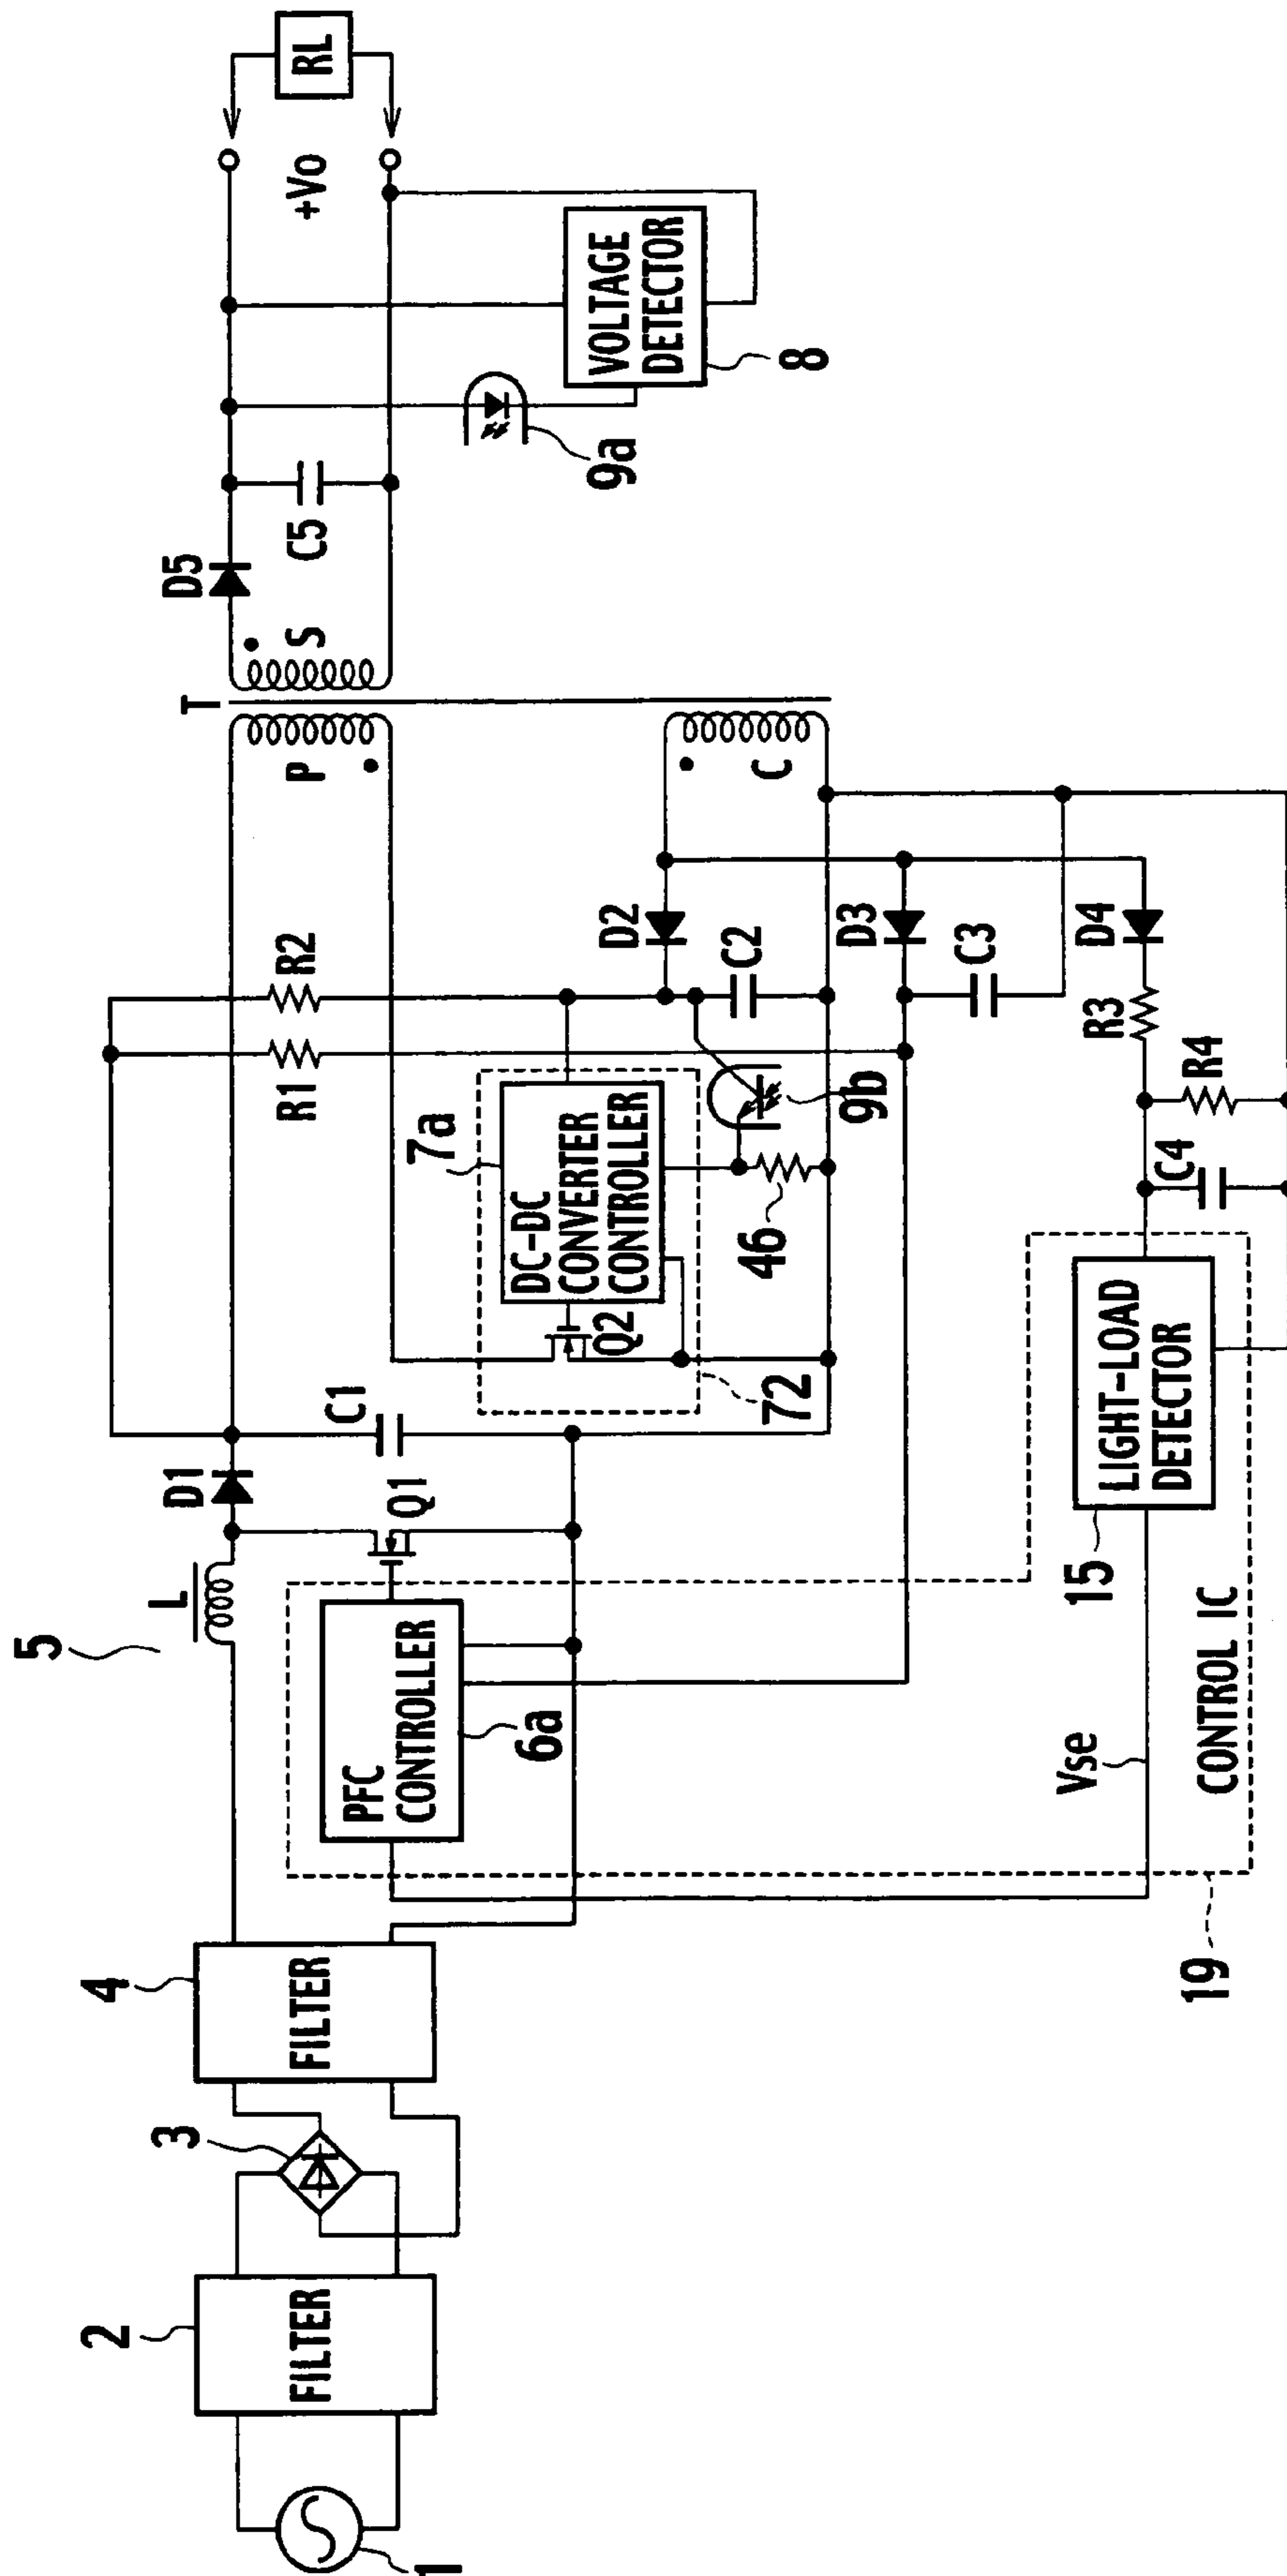 1
2
FILTER
3
4
FILTER
5
L
D1
C1
Q1
PFC
CONTROLLER
6a
R1
R2
7a
DC-DC
CONVERTER
CONTROLLER
Q2
72
46
9b
D2
C2
D3
C3
D4
R3
R4
C4
LIGHT-LOAD
DETECTOR
15
Vse
CONTROL IC
19
T
P
S
C
D5
C5
9a
VOLTAGE
DETECTOR
8
+Vo
RL